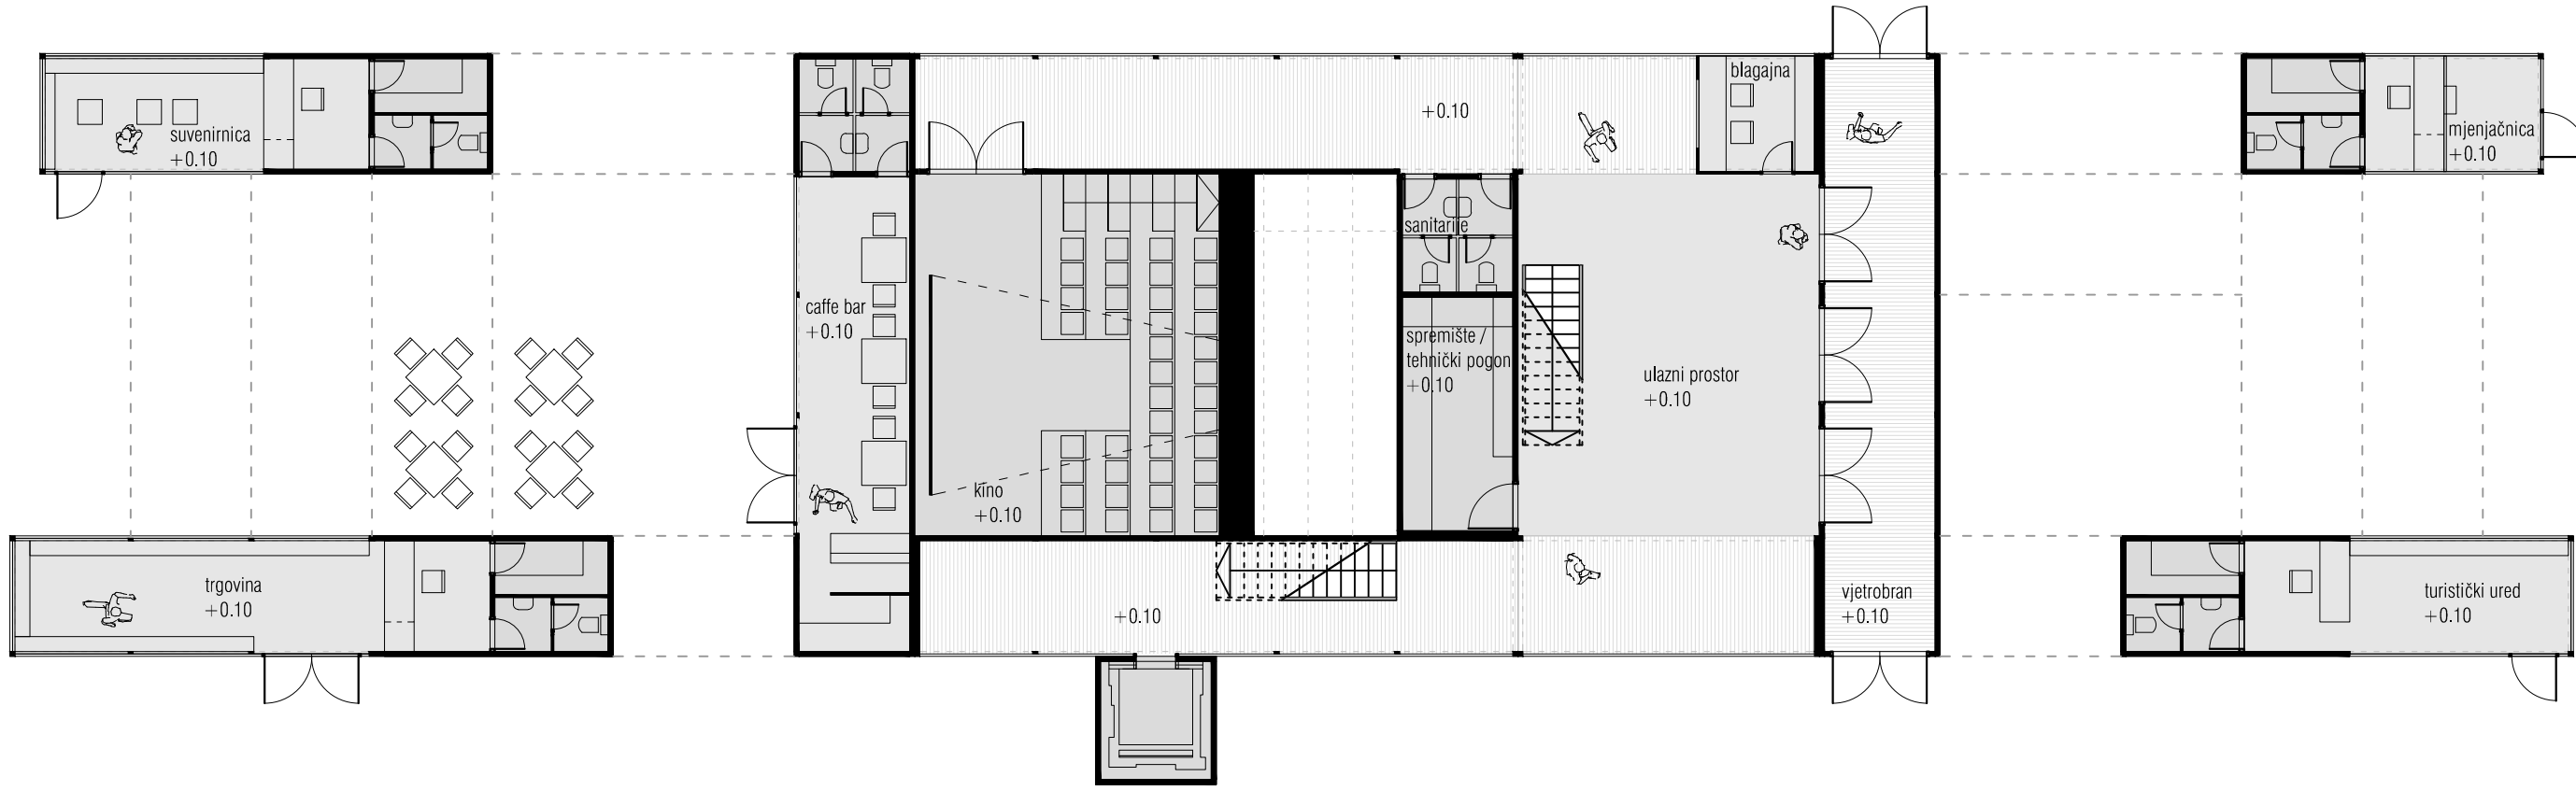 suvenirnica
+0.10
trgovina
+0.10
caffe bar
+0.10
kino
+0.10
+0.10
+0.10
sanitarije
spremište /
tehnički pogon
+0.10
blagajna
ulazni prostor
+0.10
vjetrobran
+0.10
mjenjačnica
+0.10
turistički ured
+0.10